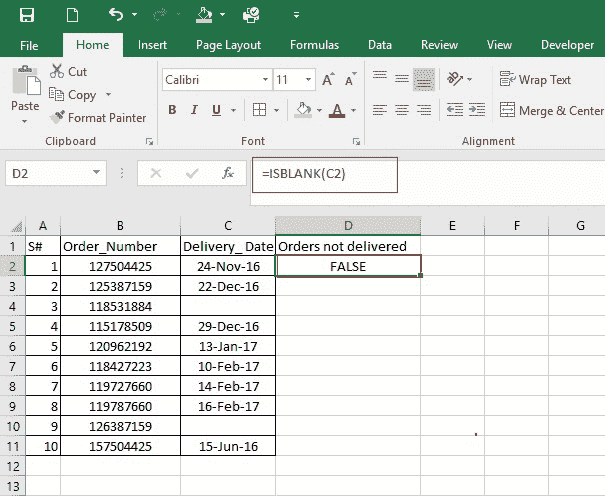 File Home Insert Page Layout Formulas Data Review View Developer
Cut
Copy
Format Painter
Paste
Calibri 11 A A
B I U A
Wrap Text
Merge & Center
Clipboard Font Alignment
D2 fx =ISBLANK(C2)
A B C D E F G
1 S# Order_Number Delivery_ Date Orders not delivered
2 1 127504425 24-Nov-16 FALSE
3 2 125387159 22-Dec-16
4 3 118531884
5 4 115178509 29-Dec-16
6 5 120962192 13-Jan-17
7 6 118427223 10-Feb-17
8 7 119727660 14-Feb-17
9 8 119787660 16-Feb-17
10 9 126387159
11 10 157504425 15-Jun-16
12
13